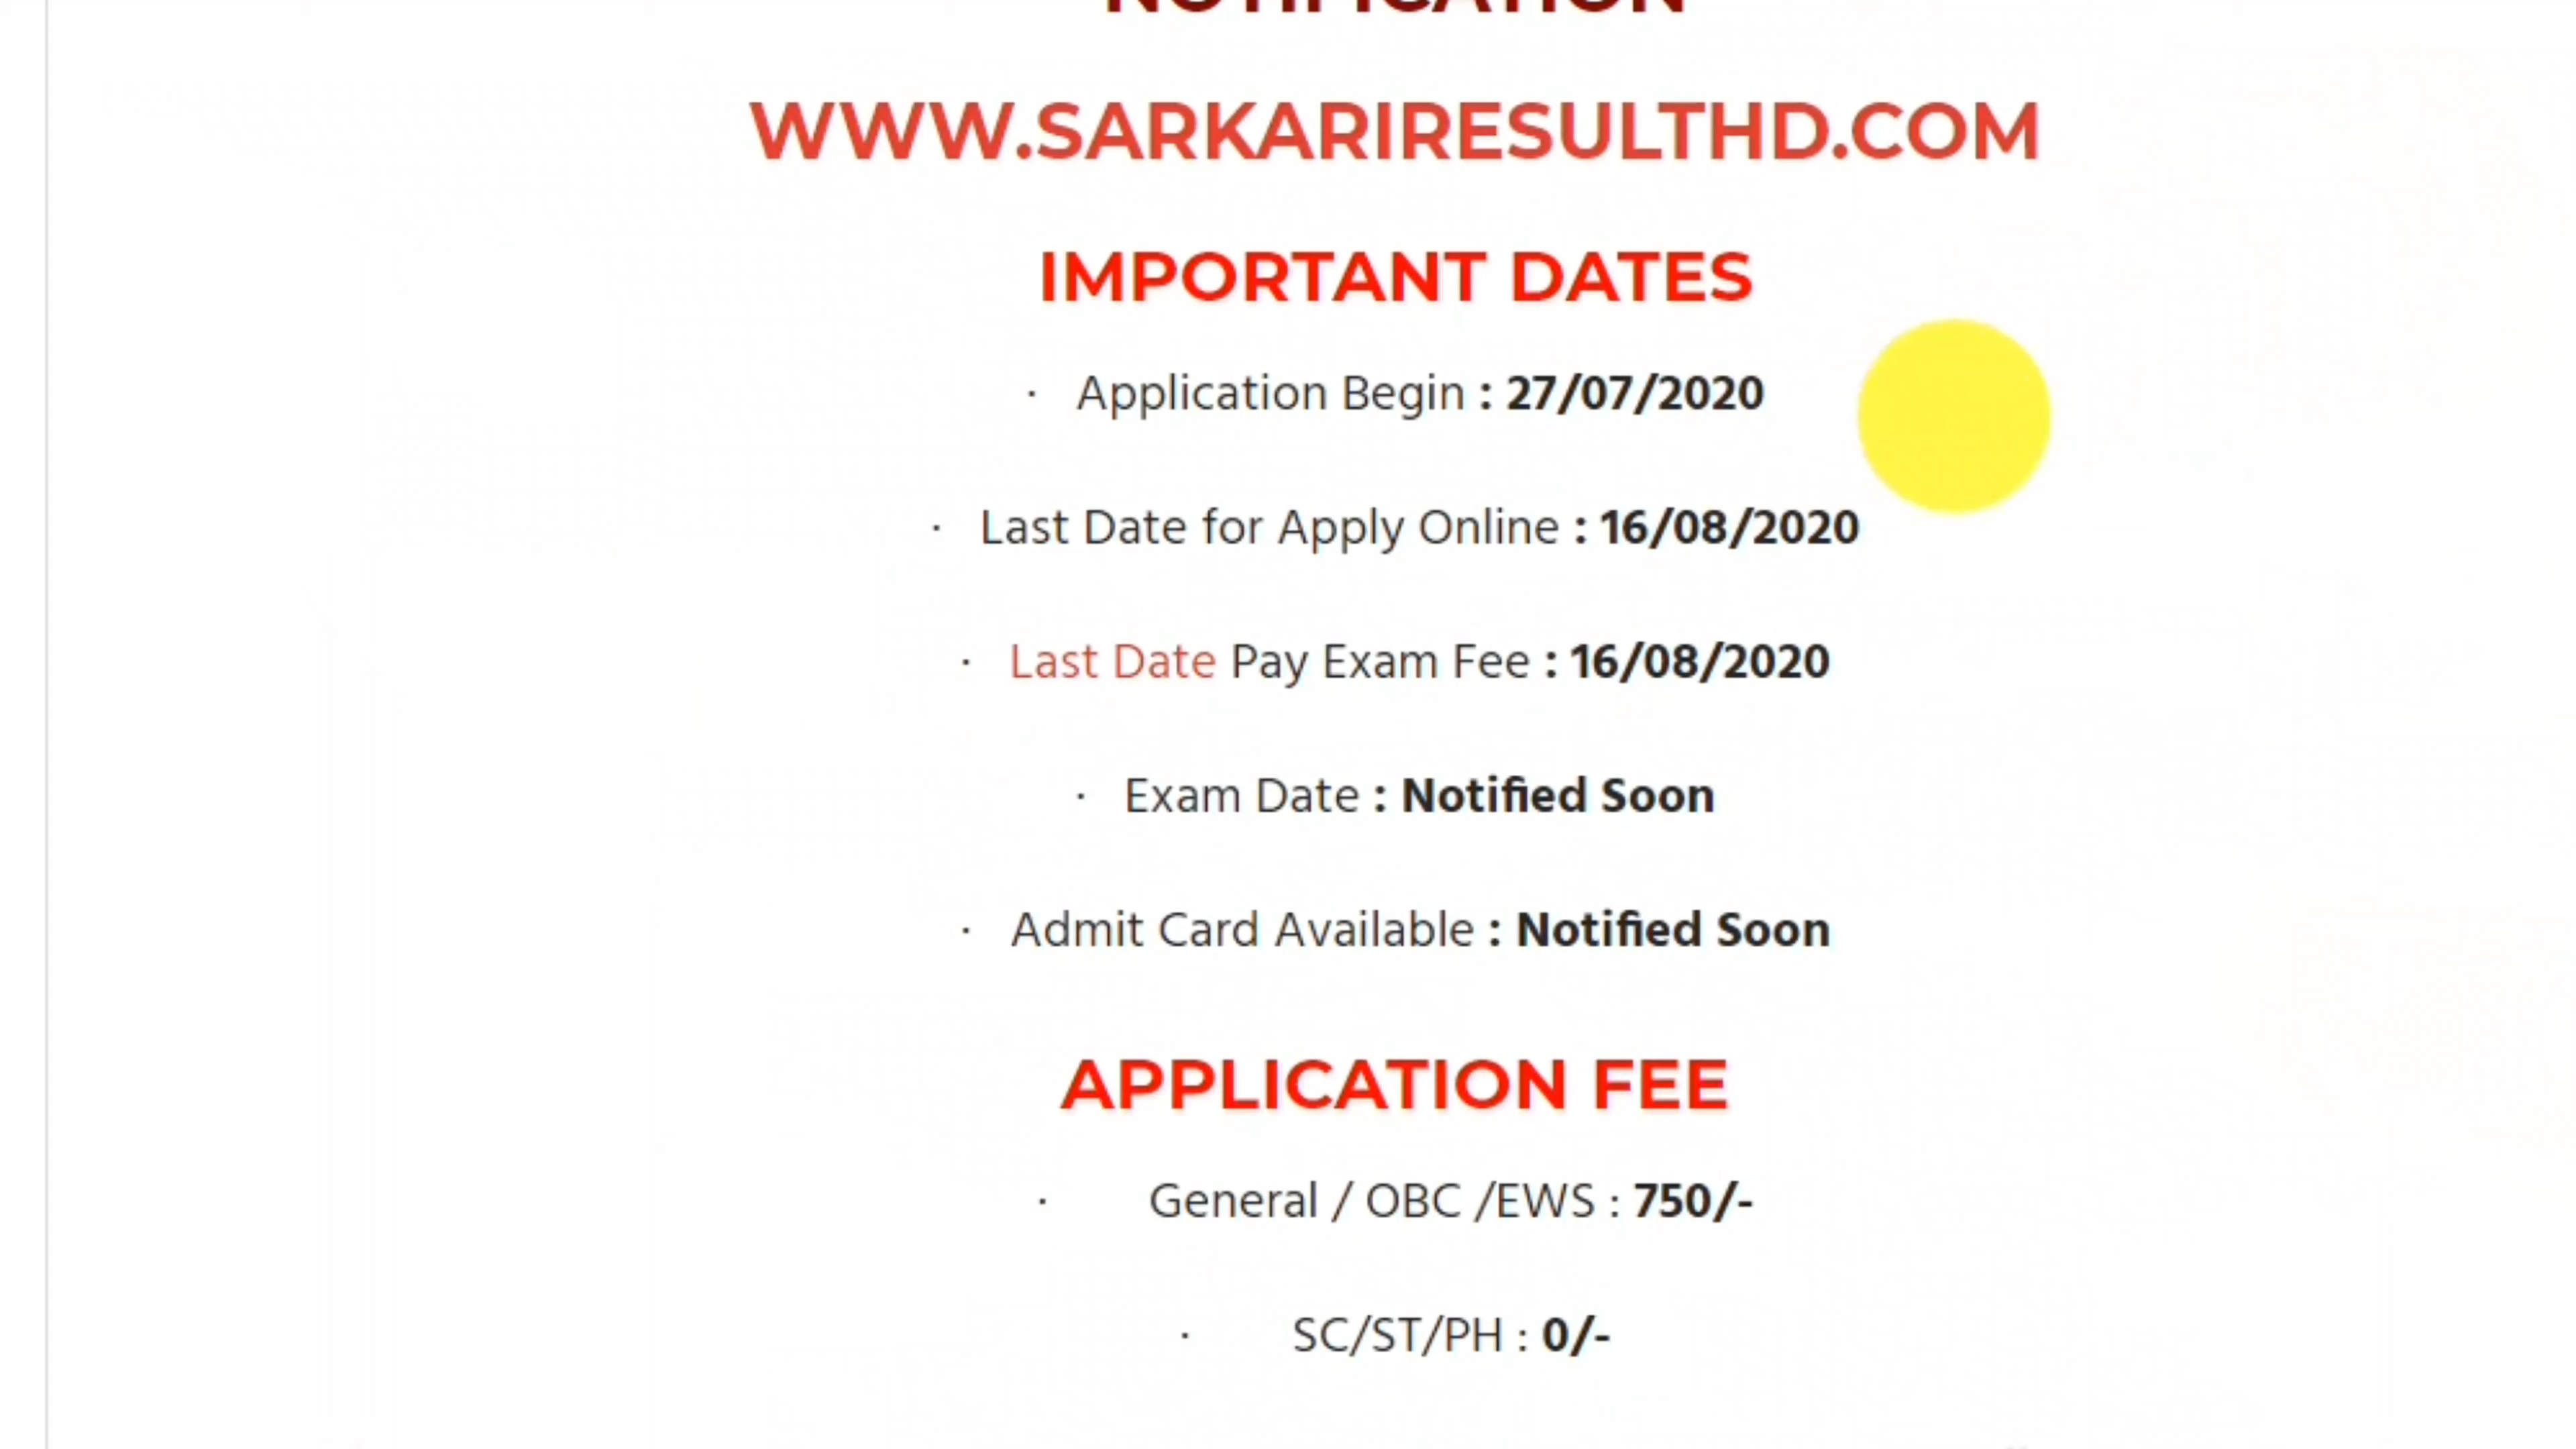 NOTIFICATION
WWW.SARKARIRESULTHD.COM
IMPORTANT DATES
· Application Begin : 27/07/2020
· Last Date for Apply Online : 16/08/2020
· Last Date Pay Exam Fee : 16/08/2020
· Exam Date : Notified Soon
· Admit Card Available : Notified Soon
APPLICATION FEE
· General / OBC /EWS : 750/-
· SC/ST/PH : 0/-